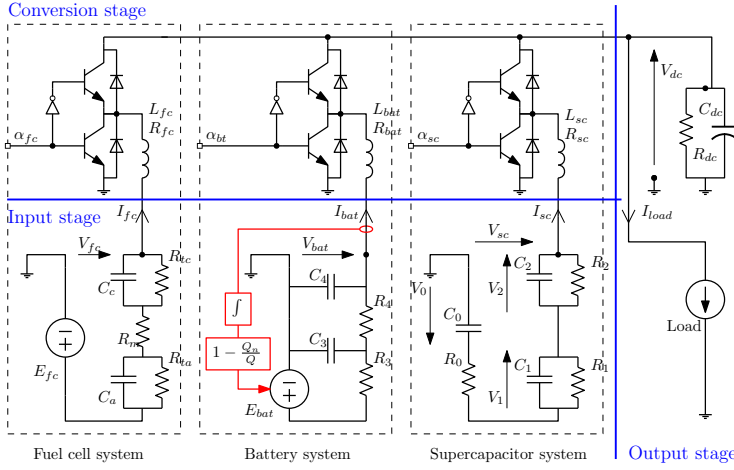 Conversion stage
L_fc
R_fc
α_fc
L_bat
R_bat
α_bt
L_sc
R_sc
α_sc
V_dc
C_dc
R_dc
Input stage
I_fc
I_bat
I_sc
I_load
V_fc
R_tc
C_c
R_m
E_fc
R_ta
C_a
V_bat
C_4
∫
R_4
1 − Q_n/Q
C_3
R_3
E_bat
V_sc
V_0
C_0
R_0
C_2
V_2
R_2
C_1
V_1
R_1
Load
Fuel cell system
Battery system
Supercapacitor system
Output stage